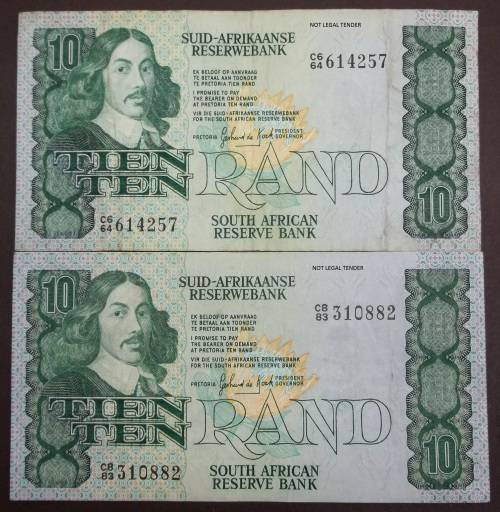 10
SUID-AFRIKAANSE
RESERWEBANK
NOT LEGAL TENDER
C6
64 614257
EK BELOOF OP AANVRAAG
TE BETAAL AAN TOONDER
TE PRETORIA TIEN RAND
I PROMISE TO PAY
THE BEARER ON DEMAND
AT PRETORIA TEN RAND
VIR DIE SUID-AFRIKAANSE RESERWEBANK
FOR THE SOUTH AFRICAN RESERVE BANK
PRETORIA Gerhard de Kock PRESIDENT
GOVERNOR
TIEN
TEN RAND
10
C6
64 614257
SOUTH AFRICAN
RESERVE BANK
10
SUID-AFRIKAANSE
RESERWEBANK
NOT LEGAL TENDER
C8
83 310882
EK BELOOF OP AANVRAAG
TE BETAAL AAN TOONDER
TE PRETORIA TIEN RAND
I PROMISE TO PAY
THE BEARER ON DEMAND
AT PRETORIA TEN RAND
VIR DIE SUID-AFRIKAANSE RESERWEBANK
FOR THE SOUTH AFRICAN RESERVE BANK
PRETORIA Gerhard de Kock PRESIDENT
GOVERNOR
TIEN
TEN RAND
10
C8
83 310882
SOUTH AFRICAN
RESERVE BANK